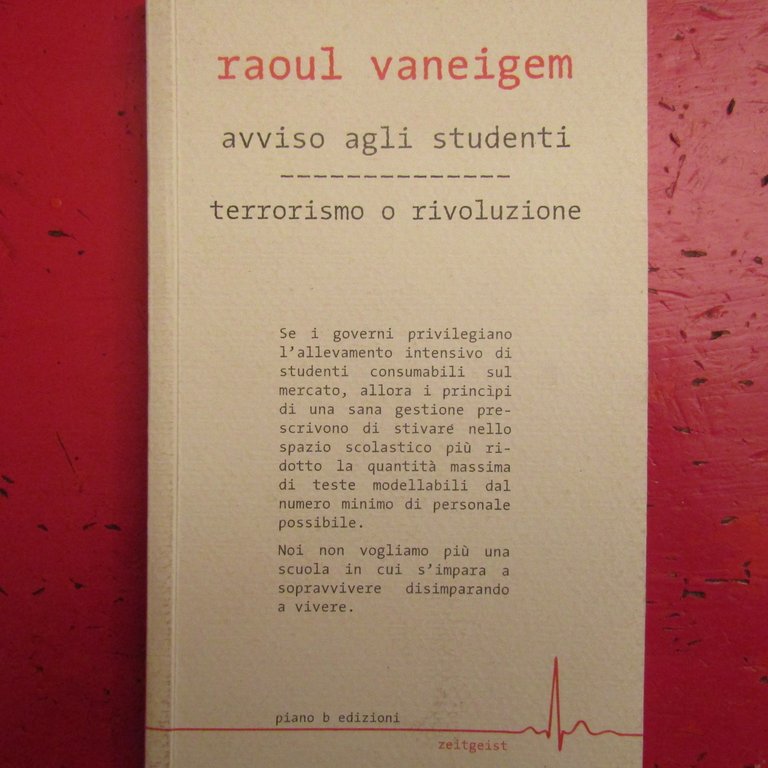 raoul vaneigem
avviso agli studenti
--------------
terrorismo o rivoluzione
Se i governi privilegiano
l'allevamento intensivo di
studenti consumabili sul
mercato, allora i princìpi
di una sana gestione pre-
scrivono di stivare nello
spazio scolastico più ri-
dotto la quantità massima
di teste modellabili dal
numero minimo di personale
possibile.
Noi non vogliamo più una
scuola in cui s'impara a
sopravvivere disimparando
a vivere.
piano b edizioni
zeitgeist